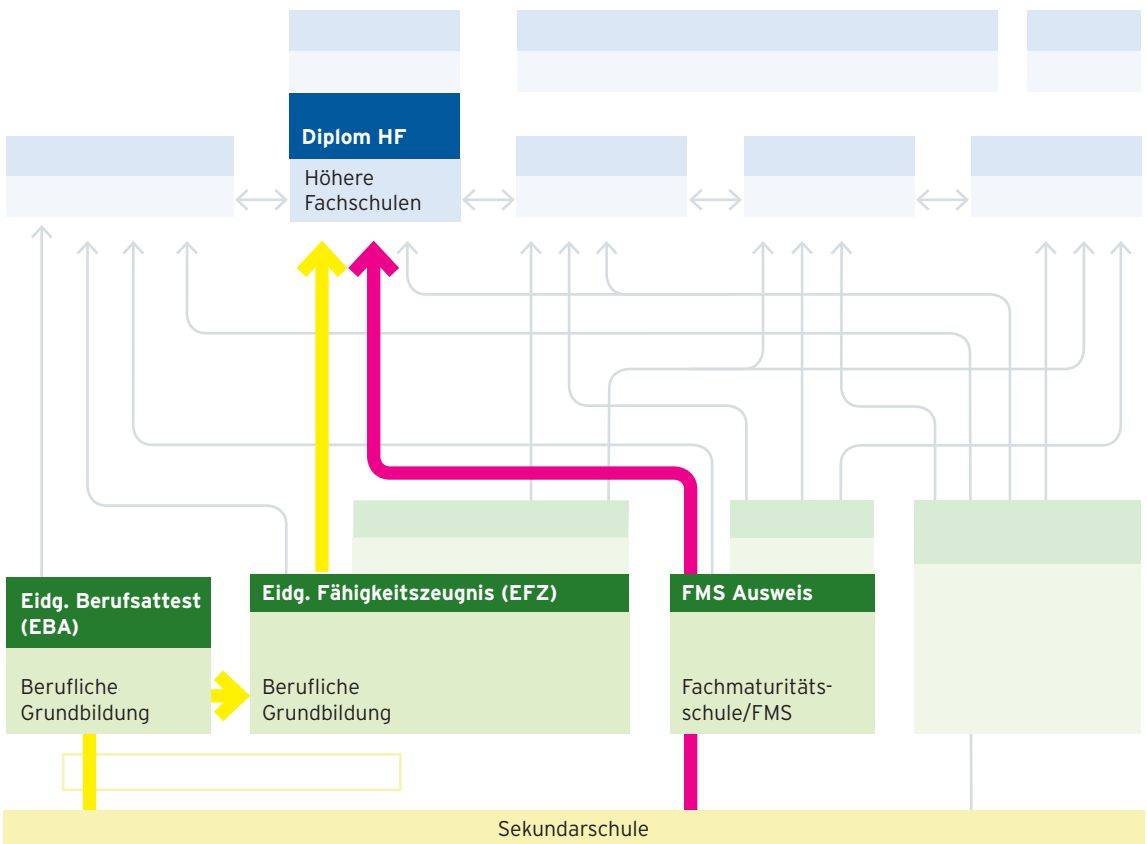 Diplom HF
Höhere
Fachschulen
Eidg. Berufsattest
(EBA)
Berufliche
Grundbildung
Eidg. Fähigkeitszeugnis (EFZ)
Berufliche
Grundbildung
FMS Ausweis
Fachmaturitäts-
schule/FMS
Sekundarschule